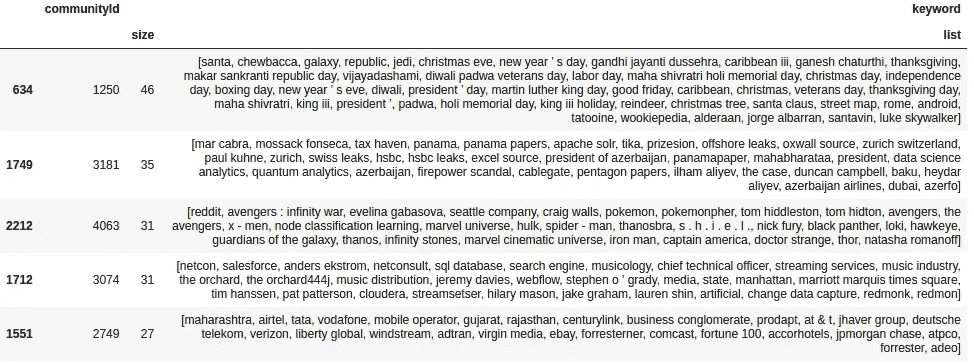 communityId keyword
size list
[santa, chewbacca, galaxy, republic, jedi, christmas eve, new year ’ s day, gandhi jayanti dussehra, caribbean iii, ganesh chaturthi, thanksgiving,
makar sankranti republic day, vijayadashami, diwali padwa veterans day, labor day, maha shivratri holi memorial day, christmas day, independence
634 1250 46 day, boxing day, new year ’ s eve, diwali, president ’ day, martin luther king day, good friday, caribbean, christmas, veterans day, thanksgiving day,
maha shivratri, king iii, president ’, padwa, holi memorial day, king iii holiday, reindeer, christmas tree, santa claus, street map, rome, android,
tatooine, wookiepedia, alderaan, jorge albarran, santavin, luke skywalker]
[mar cabra, mossack fonseca, tax haven, panama, panama papers, apache solr, tika, prizesion, offshore leaks, oxwall source, zurich switzerland,
1749 3181 35 paul kuhne, zurich, swiss leaks, hsbc, hsbc leaks, excel source, president of azerbaijan, panamapaper, mahabharataa, president, data science
analytics, quantum analytics, azerbaijan, firepower scandal, cablegate, pentagon papers, ilham aliyev, the case, duncan campbell, baku, heydar
aliyev, azerbaijan airlines, dubai, azerfo]
[reddit, avengers : infinity war, evelina gabasova, seattle company, craig walls, pokemon, pokemonpher, tom hiddleston, tom hidton, avengers, the
2212 4063 31 avengers, x - men, node classification learning, marvel universe, hulk, spider - man, thanosbra, s . h . i . e . l ., nick fury, black panther, loki, hawkeye,
guardians of the galaxy, thanos, infinity stones, marvel cinematic universe, iron man, captain america, doctor strange, thor, natasha romanoff]
[netcon, salesforce, anders ekstrom, netconsult, sql database, search engine, musicology, chief technical officer, streaming services, music industry,
1712 3074 31 the orchard, the orchard444j, music distribution, jeremy davies, webflow, stephen o ’ grady, media, state, manhattan, marriott marquis times square,
tim hanssen, pat patterson, cloudera, streamsetser, hilary mason, jake graham, lauren shin, artificial, change data capture, redmonk, redmon]
[maharashtra, airtel, tata, vodafone, mobile operator, gujarat, rajasthan, centurylink, business conglomerate, prodapt, at & t, jhaver group, deutsche
1551 2749 27 telekom, verizon, liberty global, windstream, adtran, virgin media, ebay, forresterner, comcast, fortune 100, accorhotels, jpmorgan chase, atpco,
forrester, adeo]